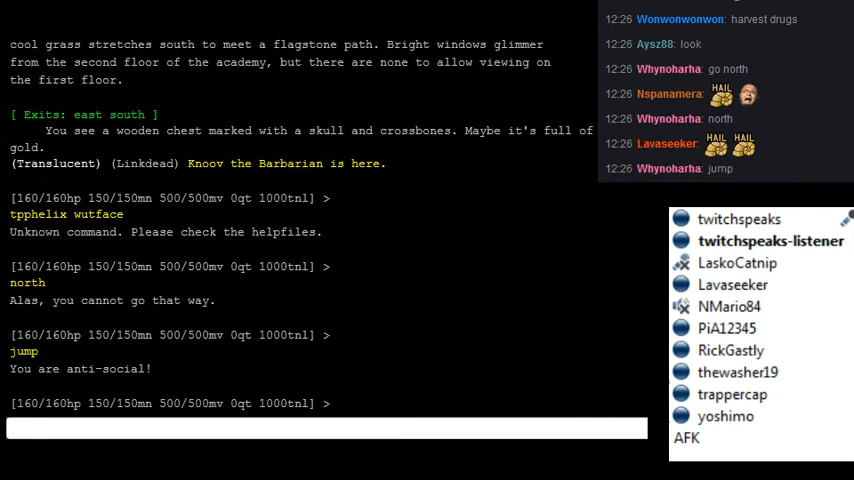 cool grass stretches south to meet a flagstone path. Bright windows glimmer
from the second floor of the academy, but there are none to allow viewing on
the first floor.
[ Exits: east south ]
You see a wooden chest marked with a skull and crossbones. Maybe it's full of
gold.
(Translucent) (Linkdead) Knoov the Barbarian is here.
[160/160hp 150/150mn 500/500mv 0qt 1000tnl] >
tpphelix wutface
Unknown command. Please check the helpfiles.
[160/160hp 150/150mn 500/500mv 0qt 1000tnl] >
north
Alas, you cannot go that way.
[160/160hp 150/150mn 500/500mv 0qt 1000tnl] >
jump
You are anti-social!
[160/160hp 150/150mn 500/500mv 0qt 1000tnl] >
12:26 Wonwonwonwon: harvest drugs
12:26 Aysz88: look
12:26 Whynoharha: go north
12:26 Nspanamera: HAIL
12:26 Whynoharha: north
12:26 Lavaseeker: HAIL HAIL
12:26 Whynoharha: jump
twitchspeaks
twitchspeaks-listener
LaskoCatnip
Lavaseeker
NMario84
PiA12345
RickGastly
thewasher19
trappercap
yoshimo
AFK